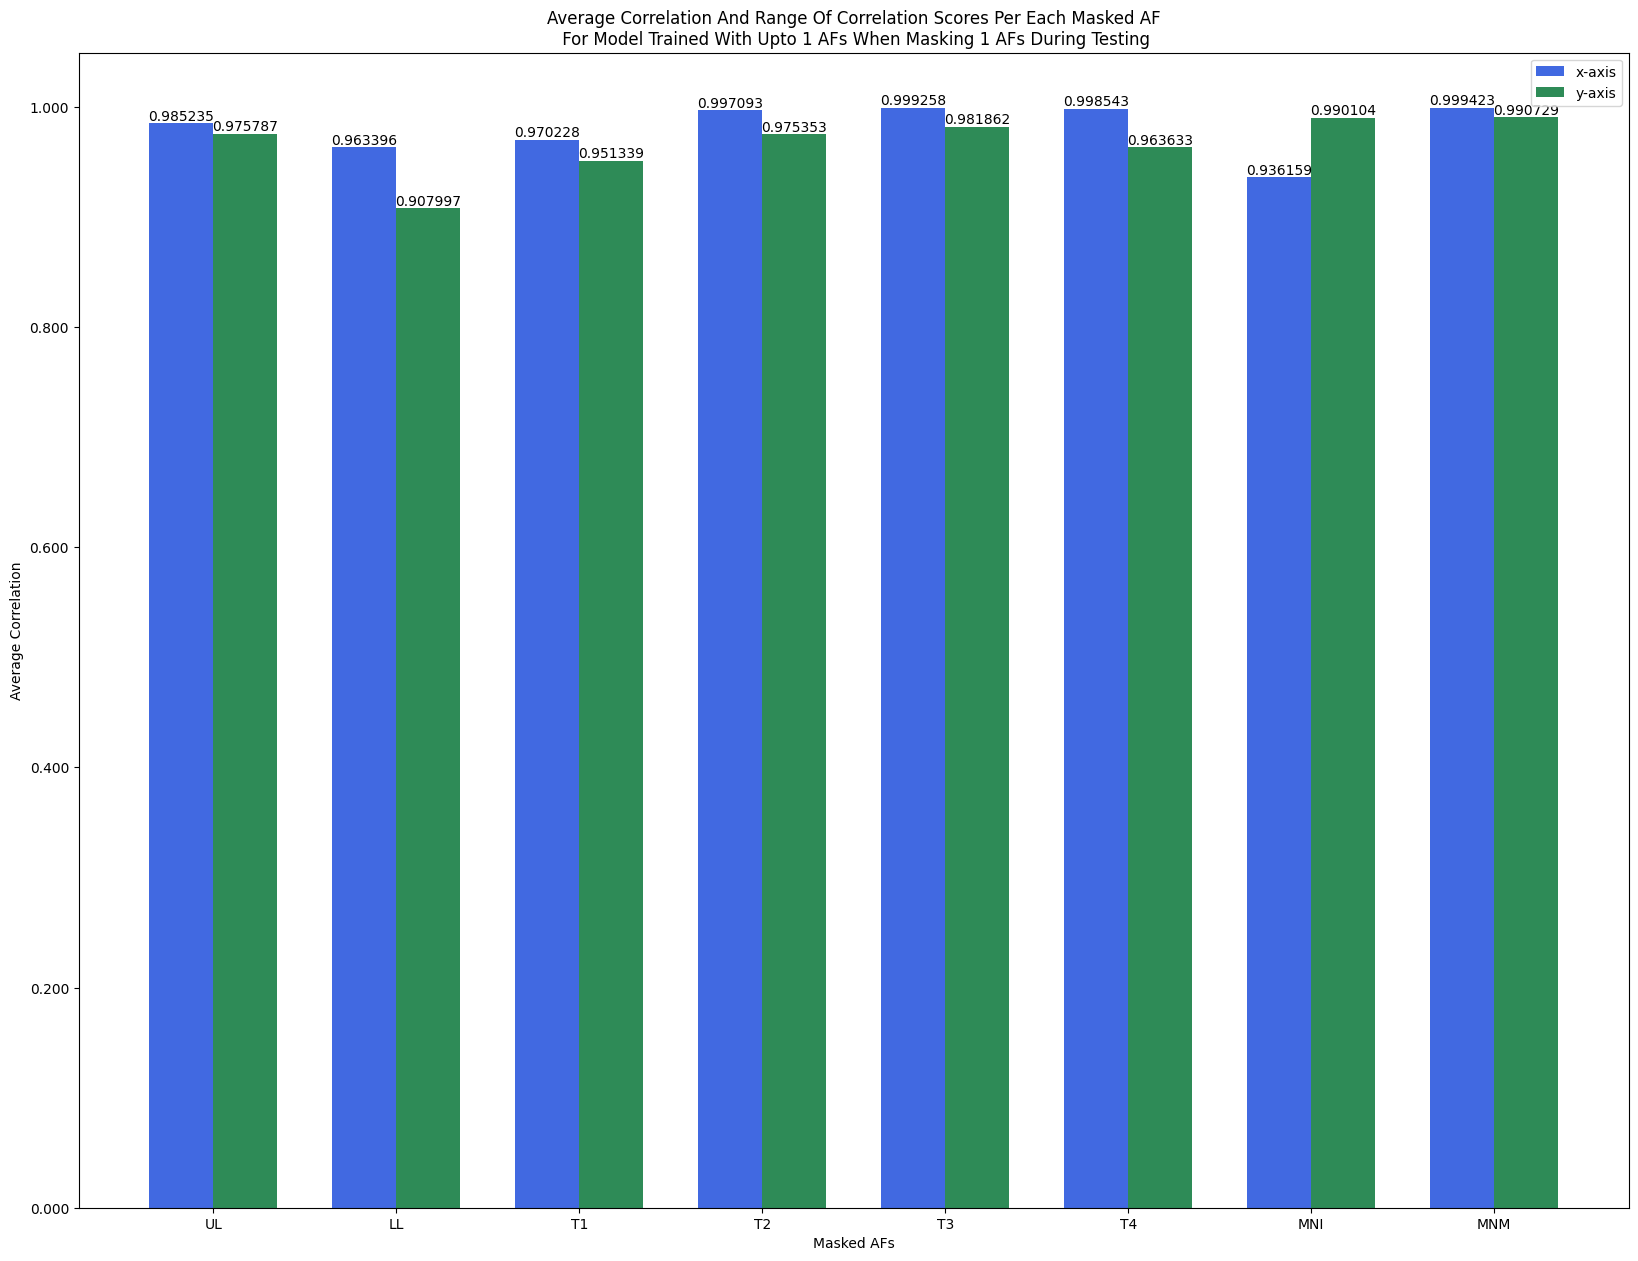 Average Correlation And Range Of Correlation Scores Per Each Masked AF
For Model Trained With Upto 1 AFs When Masking 1 AFs During Testing
x-axis
y-axis
Average Correlation
1.000
0.800
0.600
0.400
0.200
0.000
0.985235
0.975787
0.963396
0.907997
0.970228
0.951339
0.997093
0.975353
0.999258
0.981862
0.998543
0.963633
0.936159
0.990104
0.999423
0.990729
UL
LL
T1
T2
T3
T4
MNI
MNM
Masked AFs